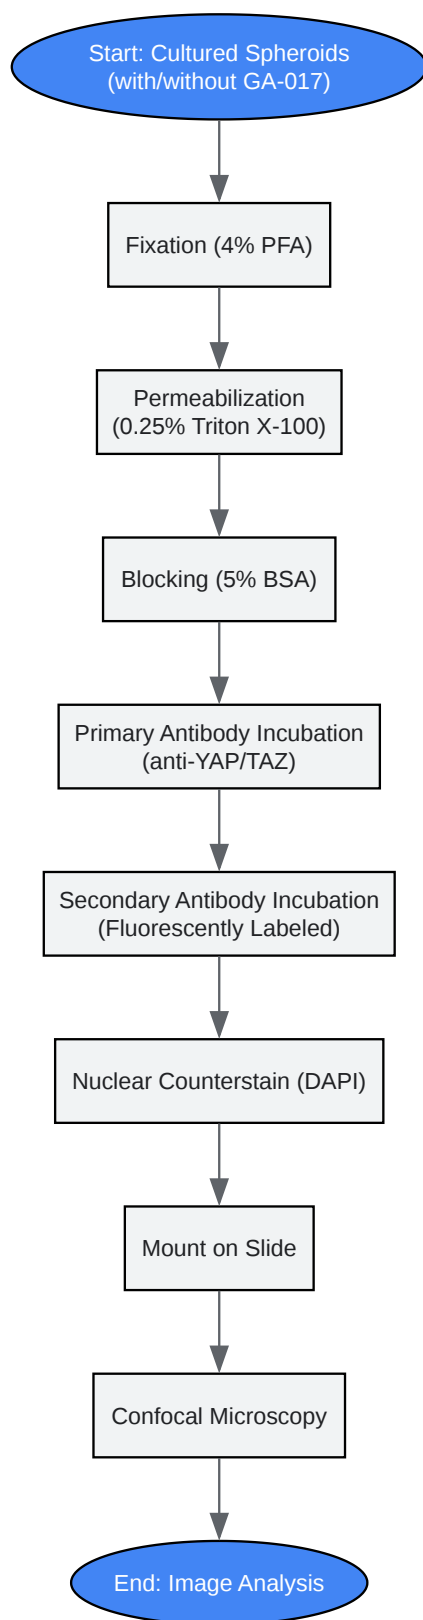 Start: Cultured Spheroids
(with/without GA-017)
Fixation (4% PFA)
Permeabilization
(0.25% Triton X-100)
Blocking (5% BSA)
Primary Antibody Incubation
(anti-YAP/TAZ)
Secondary Antibody Incubation
(Fluorescently Labeled)
Nuclear Counterstain (DAPI)
Mount on Slide
Confocal Microscopy
End: Image Analysis